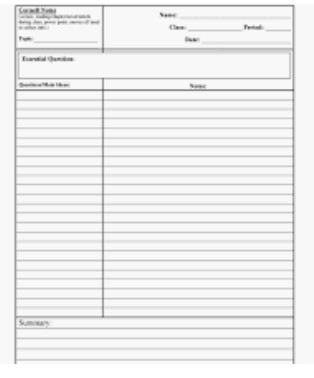 Cornell Notes
Topic:
Name:
Class: Period:
Date:
Essential Question:
Questions/Main Ideas: Notes:
Summary: